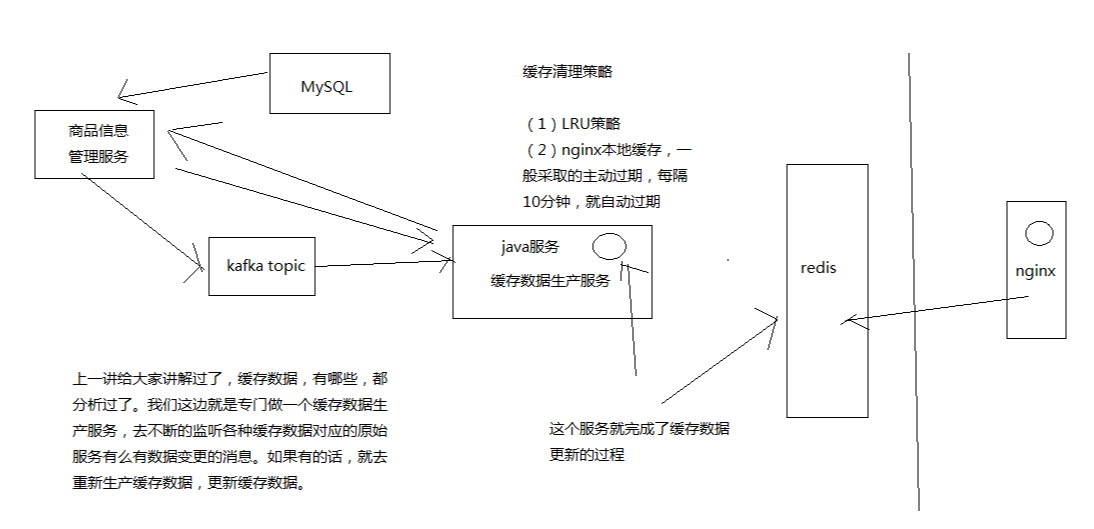 MySQL
商品信息
管理服务
kafka topic
缓存清理策略
（1）LRU策略
（2）nginx本地缓存，一
般采取的主动过期，每隔
10分钟，就自动过期
java服务
缓存数据生产服务
redis
nginx
上一讲给大家讲解过了，缓存数据，有哪些，都
分析过了。我们这边就是专门做一个缓存数据生
产服务，去不断的监听各种缓存数据对应的原始
服务有么有数据变更的消息。如果有的话，就去
重新生产缓存数据，更新缓存数据。
这个服务就完成了缓存数据
更新的过程